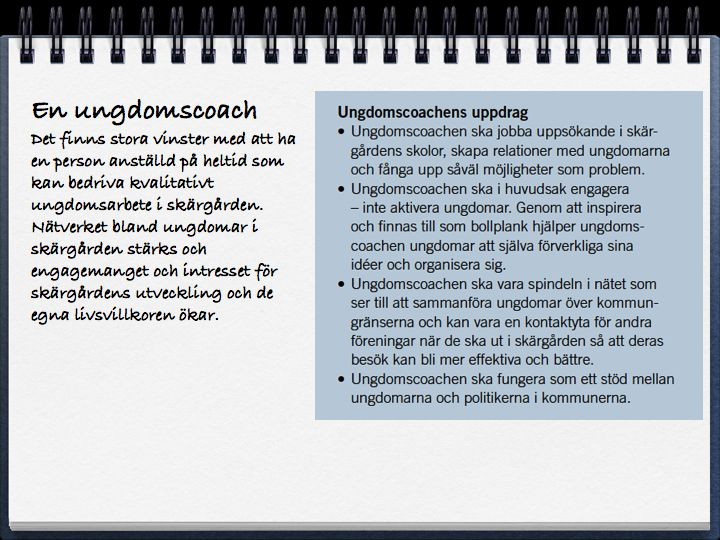 En ungdomscoach
Det finns stora vinster med att ha
en person anställd på heltid som
kan bedriva kvalitativt
ungdomsarbete i skärgården.
Nätverket bland ungdomar i
skärgården stärks och
engagemanget och intresset för
skärgårdens utveckling och de
egna livsvillkoren ökar.
Ungdomscoachens uppdrag
• Ungdomscoachen ska jobba uppsökande i skär-
gårdens skolor, skapa relationer med ungdomarna
och fånga upp såväl möjligheter som problem.
• Ungdomscoachen ska i huvudsak engagera
– inte aktivera ungdomar. Genom att inspirera
och finnas till som bollplank hjälper ungdoms-
coachen ungdomar att själva förverkliga sina
idéer och organisera sig.
• Ungdomscoachen ska vara spindeln i nätet som
ser till att sammanföra ungdomar över kommun-
gränserna och kan vara en kontaktyta för andra
föreningar när de ska ut i skärgården så att deras
besök kan bli mer effektiva och bättre.
• Ungdomscoachen ska fungera som ett stöd mellan
ungdomarna och politikerna i kommunerna.